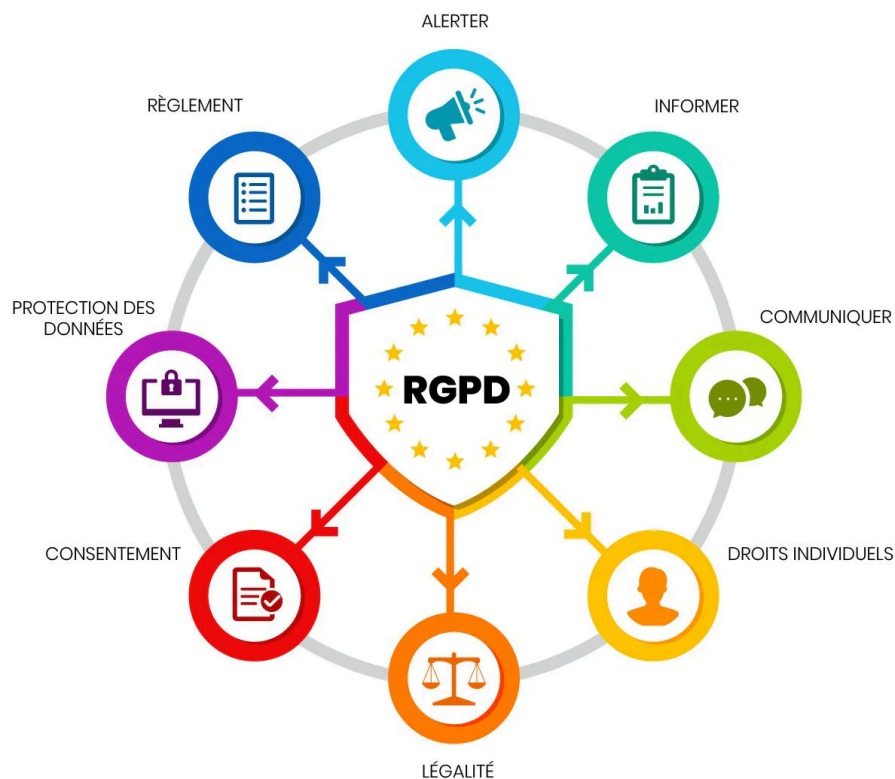 ALERTER
RÈGLEMENT
INFORMER
PROTECTION DES
DONNÉES
COMMUNIQUER
RGPD
CONSENTEMENT
DROITS INDIVIDUELS
LÉGALITÉ